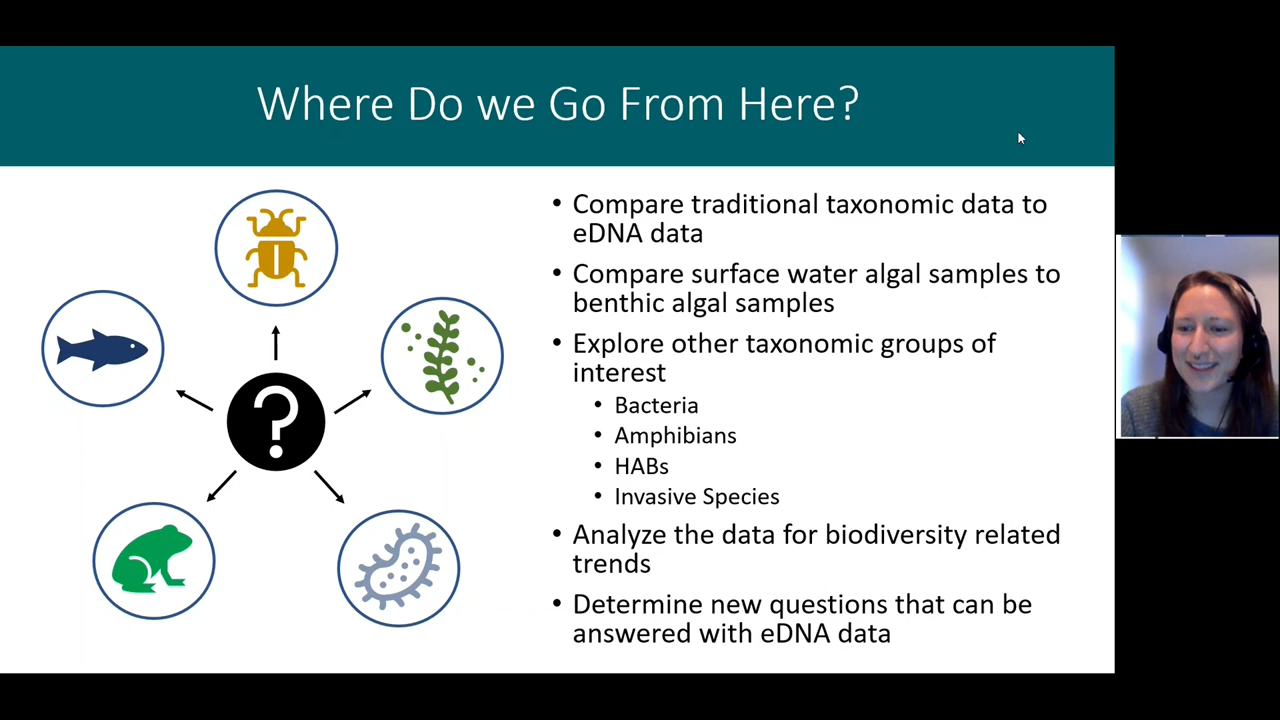 Where Do we Go From Here?
• Compare traditional taxonomic data to
eDNA data
• Compare surface water algal samples to
benthic algal samples
• Explore other taxonomic groups of
interest
• Bacteria
• Amphibians
• HABs
• Invasive Species
• Analyze the data for biodiversity related
trends
• Determine new questions that can be
answered with eDNA data
?